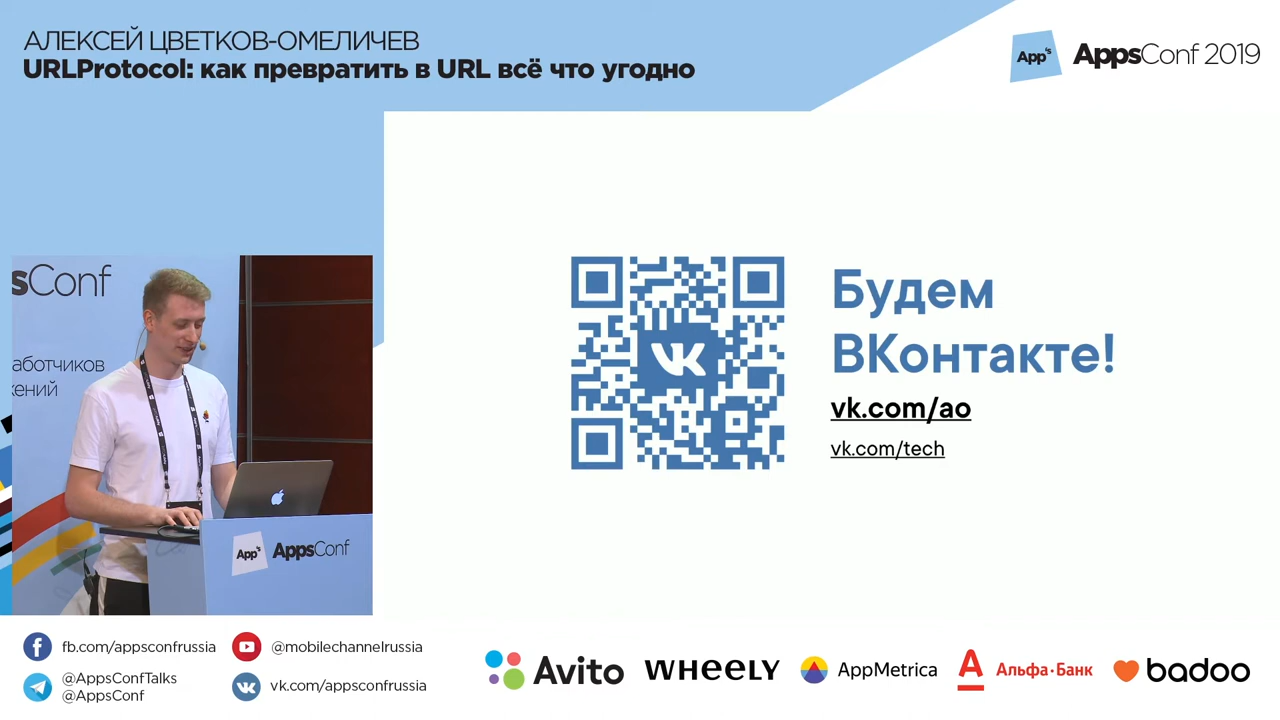 АЛЕКСЕЙ ЦВЕТКОВ-ОМЕЛИЧЕВ
URLProtocol: как превратить в URL всё что угодно
App's AppsConf 2019
sConf
аботчиков
жений
Будем
ВКонтакте!
vk.com/ao
vk.com/tech
App's AppsConf
fb.com/appsconfrussia
@mobilechannelrussia
@AppsConfTalks
@AppsConf
vk.com/appsconfrussia
Avito
WHEELY
AppMetrica
А Альфа·Банк
badoo